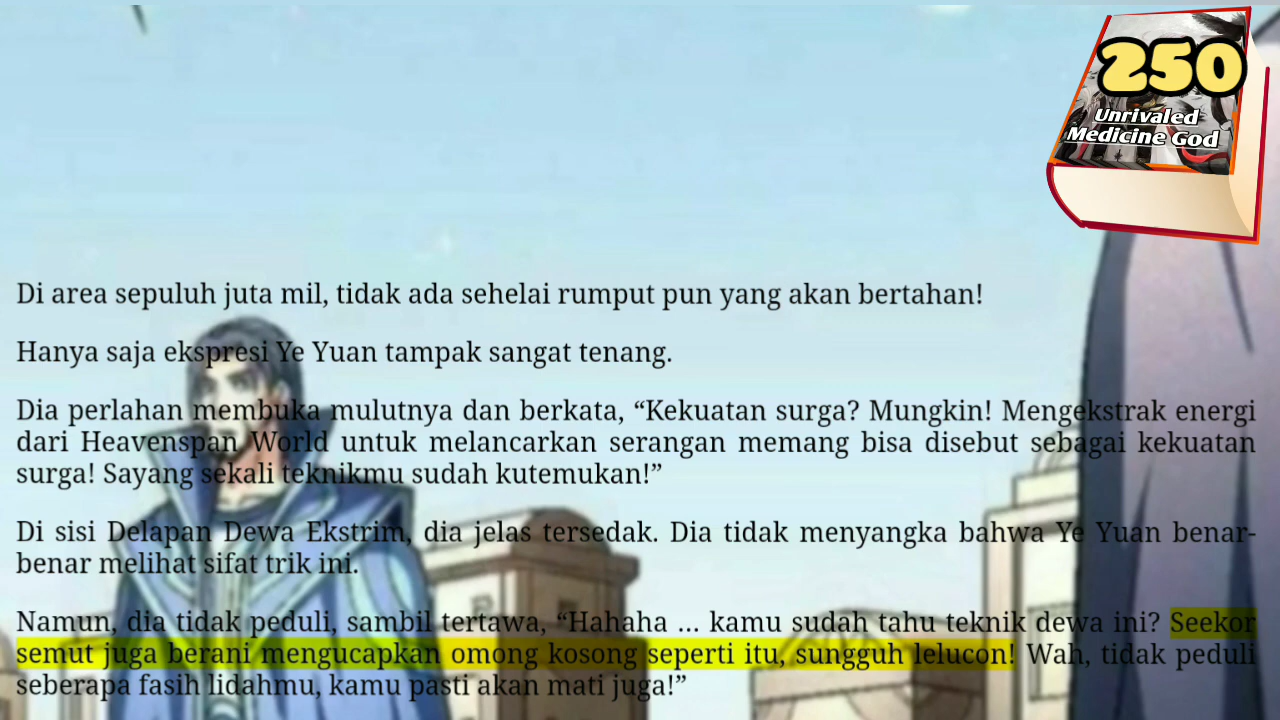 250
Unrivaled
Medicine God
Di area sepuluh juta mil, tidak ada sehelai rumput pun yang akan bertahan!
Hanya saja ekspresi Ye Yuan tampak sangat tenang.
Dia perlahan membuka mulutnya dan berkata, “Kekuatan surga? Mungkin! Mengekstrak energi
dari Heavenspan World untuk melancarkan serangan memang bisa disebut sebagai kekuatan
surga! Sayang sekali teknikmu sudah kutemukan!”
Di sisi Delapan Dewa Ekstrim, dia jelas tersedak. Dia tidak menyangka bahwa Ye Yuan benar-
benar melihat sifat trik ini.
Namun, dia tidak peduli, sambil tertawa, “Hahaha … kamu sudah tahu teknik dewa ini? Seekor
semut juga berani mengucapkan omong kosong seperti itu, sungguh lelucon! Wah, tidak peduli
seberapa fasih lidahmu, kamu pasti akan mati juga!”